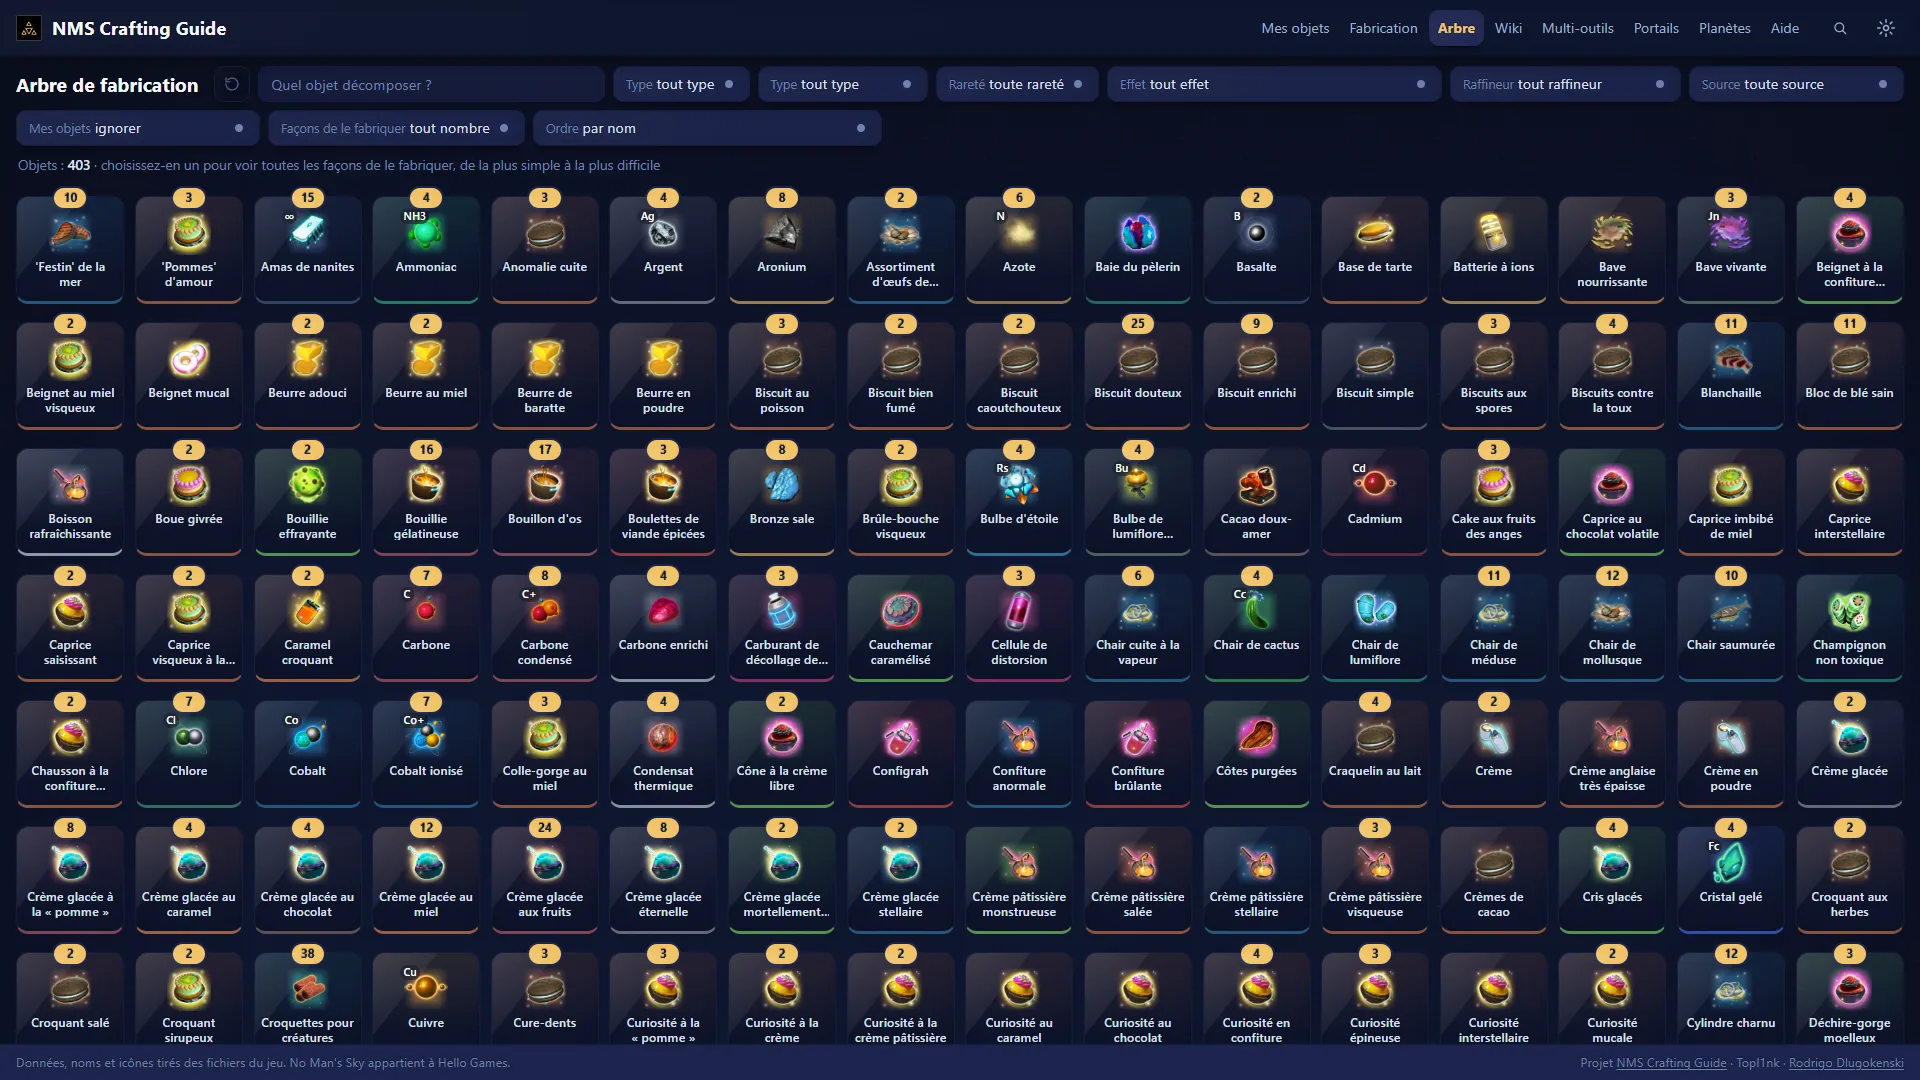 NMS Crafting Guide
Mes objets
Fabrication
Arbre
Wiki
Multi-outils
Portails
Planètes
Aide
Arbre de fabrication
Quel objet décomposer ?
Type tout type
Type tout type
Rareté toute rareté
Effet tout effet
Raffineur tout raffineur
Source toute source
Mes objets ignorer
Façons de le fabriquer tout nombre
Ordre par nom
Objets : 403 · choisissez-en un pour voir toutes les façons de le fabriquer, de la plus simple à la plus difficile
10
'Festin' de la
mer
3
'Pommes'
d'amour
15
∞
Amas de nanites
4
NH3
Ammoniac
3
Anomalie cuite
4
Ag
Argent
8
Aronium
2
Assortiment
d'œufs de...
6
N
Azote
Baie du pèlerin
2
B
Basalte
Base de tarte
Batterie à ions
Bave
nourrissante
3
Jn
Bave vivante
4
Beignet à la
confiture...
2
Beignet au miel
visqueux
Beignet mucal
2
Beurre adouci
2
Beurre au miel
Beurre de
baratte
Beurre en
poudre
3
Biscuit au
poisson
2
Biscuit bien
fumé
2
Biscuit
caoutchouteux
25
Biscuit douteux
9
Biscuit enrichi
Biscuit simple
3
Biscuits aux
spores
4
Biscuits contre
la toux
11
Blanchaille
11
Bloc de blé sain
Boisson
rafraîchissante
2
Boue givrée
2
Bouillie
effrayante
16
Bouillie
gélatineuse
17
Bouillon d'os
3
Boulettes de
viande épicées
8
Bronze sale
2
Brûle-bouche
visqueux
4
Rs
Bulbe d'étoile
4
Bu
Bulbe de
lumiflore...
Cacao doux-
amer
Cd
Cadmium
3
Cake aux fruits
des anges
Caprice au
chocolat volatile
Caprice imbibé
de miel
Caprice
interstellaire
2
Caprice
saisissant
2
Caprice
visqueux à la...
2
Caramel
croquant
7
C
Carbone
8
C+
Carbone
condensé
4
Carbone enrichi
3
Carburant de
décollage de...
Cauchemar
caramélisé
3
Cellule de
distorsion
6
Chair cuite à la
vapeur
4
Cc
Chair de cactus
Chair de
lumiflore
11
Chair de
méduse
12
Chair de
mollusque
10
Chair saumurée
Champignon
non toxique
2
Chausson à la
confiture...
7
Cl
Chlore
Co
Cobalt
7
Co+
Cobalt ionisé
3
Colle-gorge au
miel
4
Condensat
thermique
2
Cône à la crème
libre
Configrah
Confiture
anormale
Confiture
brûlante
Côtes purgées
4
Craquelin au lait
2
Crème
Crème anglaise
très épaisse
Crème en
poudre
2
Crème glacée
8
Crème glacée à
la « pomme »
4
Crème glacée au
caramel
4
Crème glacée au
chocolat
12
Crème glacée au
miel
24
Crème glacée
aux fruits
8
Crème glacée
éternelle
2
Crème glacée
mortellement...
2
Crème glacée
stellaire
Crème pâtissière
monstrueuse
Crème pâtissière
salée
Crème pâtissière
stellaire
3
Crème pâtissière
visqueuse
Crèmes de
cacao
4
Cris glacés
4
Fc
Cristal gelé
2
Croquant aux
herbes
2
Croquant salé
2
Croquant
sirupeux
38
Croquettes pour
créatures
Cu
Cuivre
3
Cure-dents
3
Curiosité à la
« pomme »
2
Curiosité à la
crème
2
Curiosité à la
crème pâtissière
Curiosité au
caramel
Curiosité au
chocolat
4
Curiosité en
confiture
3
Curiosité
épineuse
Curiosité
interstellaire
2
Curiosité
mucale
12
Cylindre charnu
3
Déchire-gorge
moelleux
Données, noms et icônes tirés des fichiers du jeu. No Man's Sky appartient à Hello Games.
Projet NMS Crafting Guide · Topl1nk · Rodrigo Dlugokenski